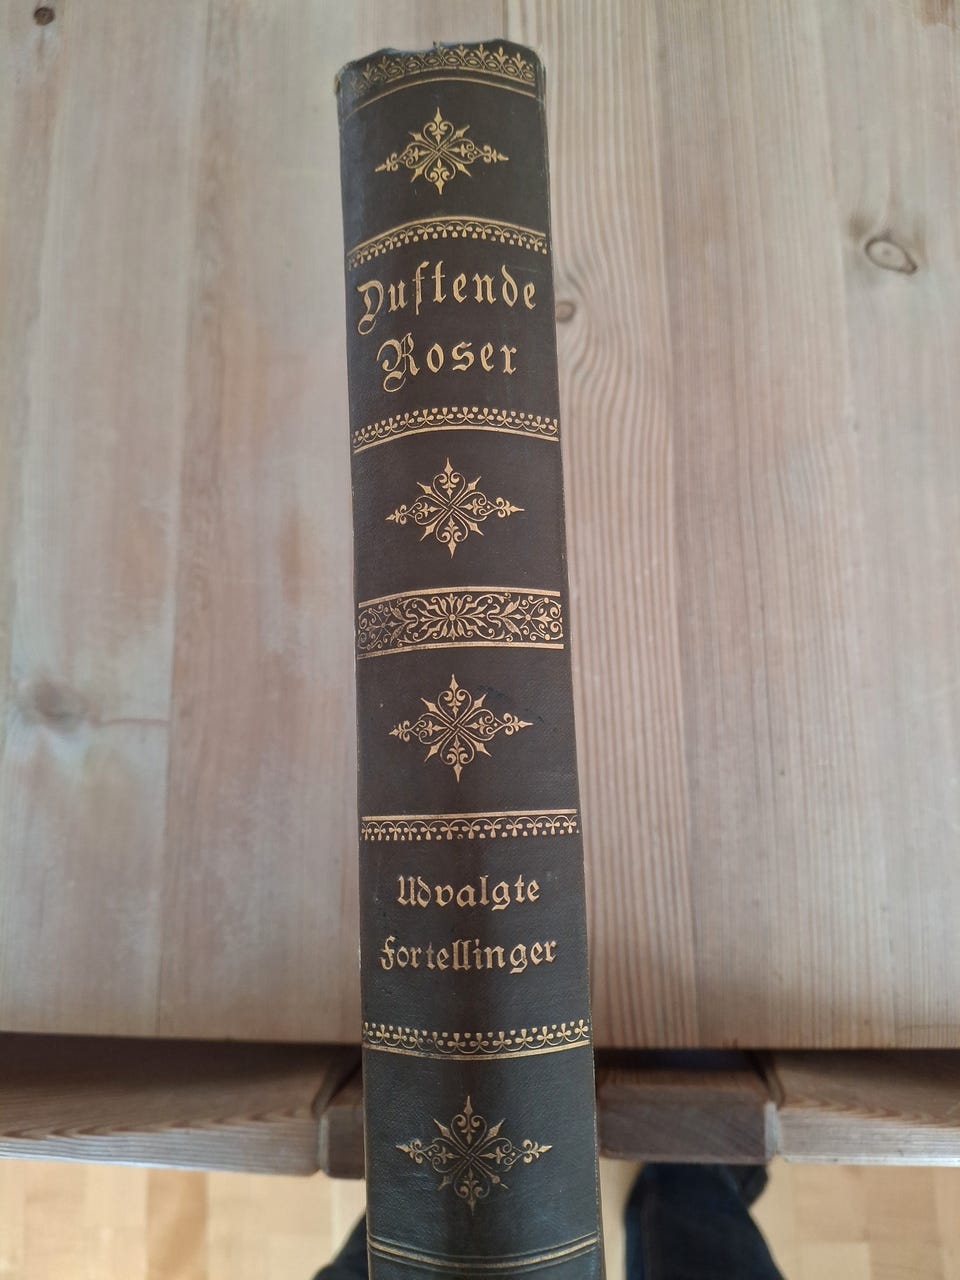 Duftende
Roser
Udvalgte
Fortellinger